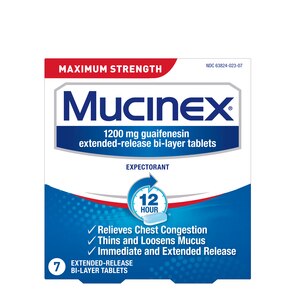 NDC 63824-023-07
MAXIMUM STRENGTH
Mucinex®
1200 mg guaifenesin
extended-release bi-layer tablets
EXPECTORANT
12
HOUR
✓ Relieves Chest Congestion
✓ Thins and Loosens Mucus
✓ Immediate and Extended Release
7 EXTENDED-RELEASE
BI-LAYER TABLETS